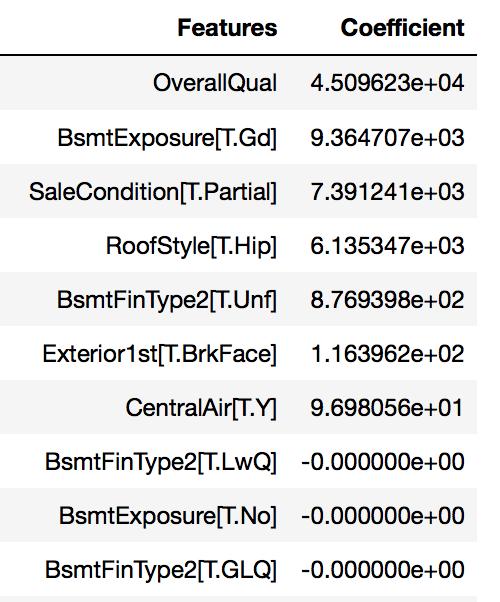 Features Coefficient
OverallQual 4.509623e+04
BsmtExposure[T.Gd] 9.364707e+03
SaleCondition[T.Partial] 7.391241e+03
RoofStyle[T.Hip] 6.135347e+03
BsmtFinType2[T.Unf] 8.769398e+02
Exterior1st[T.BrkFace] 1.163962e+02
CentralAir[T.Y] 9.698056e+01
BsmtFinType2[T.LwQ] -0.000000e+00
BsmtExposure[T.No] -0.000000e+00
BsmtFinType2[T.GLQ] -0.000000e+00